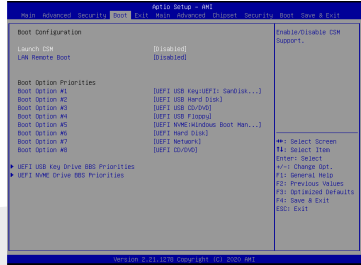 Aptio Setup - AMI
Main Advanced Security Boot Exit Main Advanced Chipset Security Boot Save & Exit
Boot Configuration
Launch CSM [Disabled]
LAN Remote Boot [Disabled]
Boot Option Priorities
Boot Option #1 [UEFI USB Key:UEFI: SanDisk...]
Boot Option #2 [UEFI USB Hard Disk]
Boot Option #3 [UEFI USB CD/DVD]
Boot Option #4 [UEFI USB Floppy]
Boot Option #5 [UEFI NVME:Windows Boot Man...]
Boot Option #6 [UEFI Hard Disk]
Boot Option #7 [UEFI Network]
Boot Option #8 [UEFI CD/DVD]
UEFI USB Key Drive BBS Priorities
UEFI NVME Drive BBS Priorities
Enable/Disable CSM
Support.
↔: Select Screen
↑↓: Select Item
Enter: Select
+/-: Change Opt.
F1: General Help
F2: Previous Values
F3: Optimized Defaults
F4: Save & Exit
ESC: Exit
Version 2.21.1278 Copyright (C) 2020 AMI